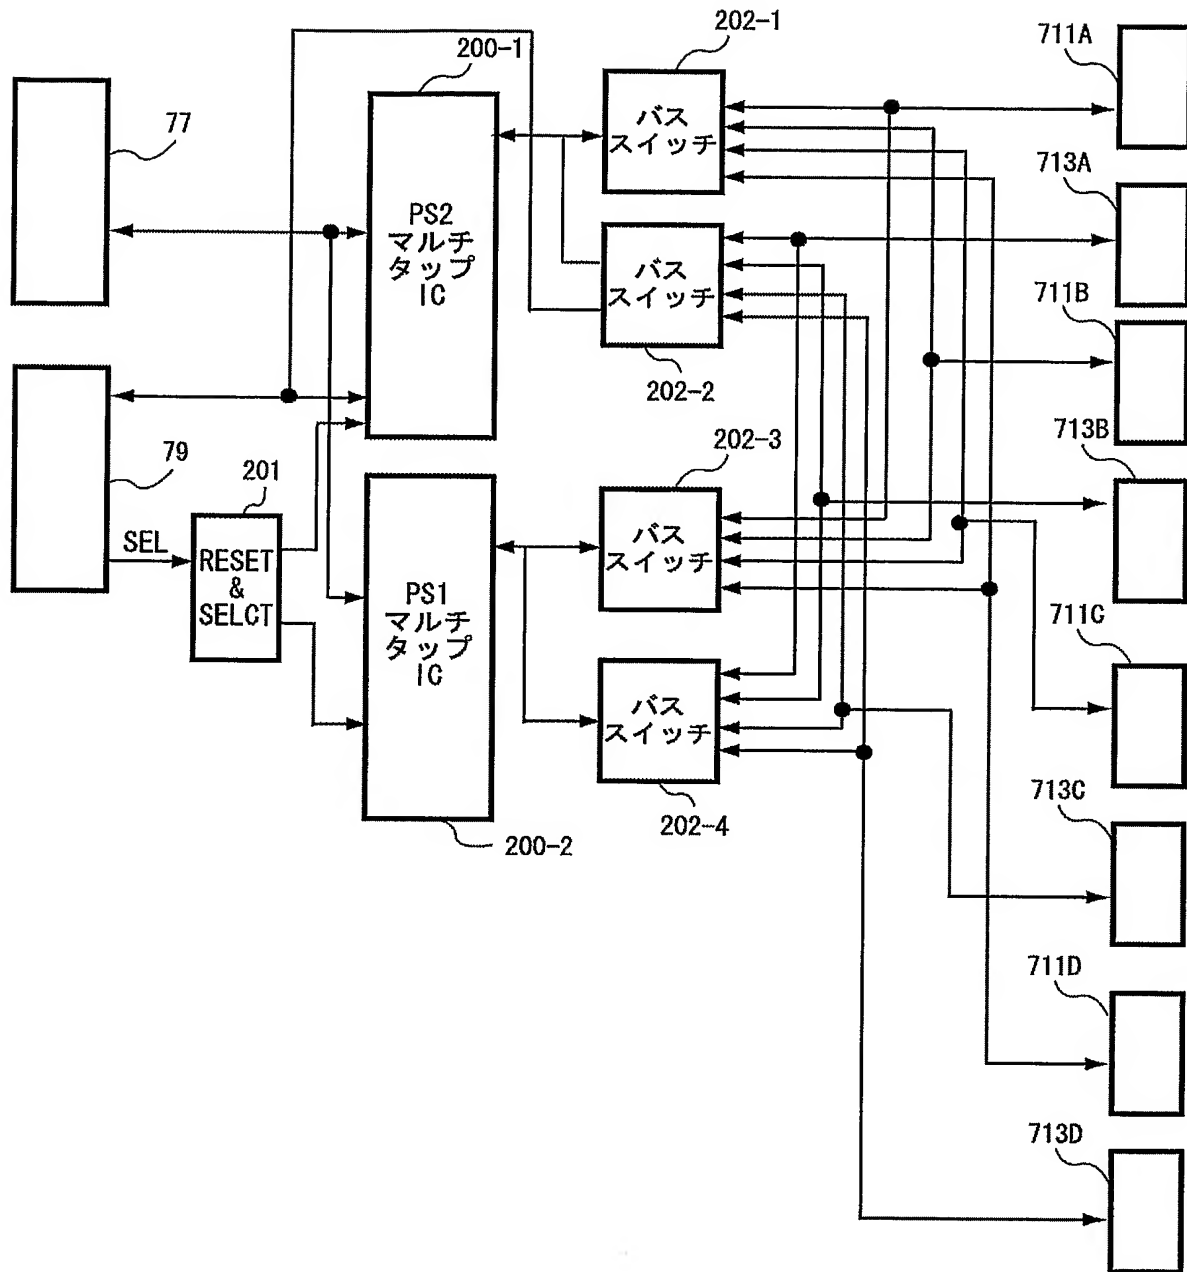 202-1
711A
200-1
77
バス
スイッチ
713A
PS2
マルチ
タップ
IC
バス
スイッチ
711B
202-2
79
202-3
713B
201
SEL
RESET
&
SELCT
バス
スイッチ
PS1
マルチ
タップ
IC
711C
バス
スイッチ
713C
202-4
200-2
711D
713D